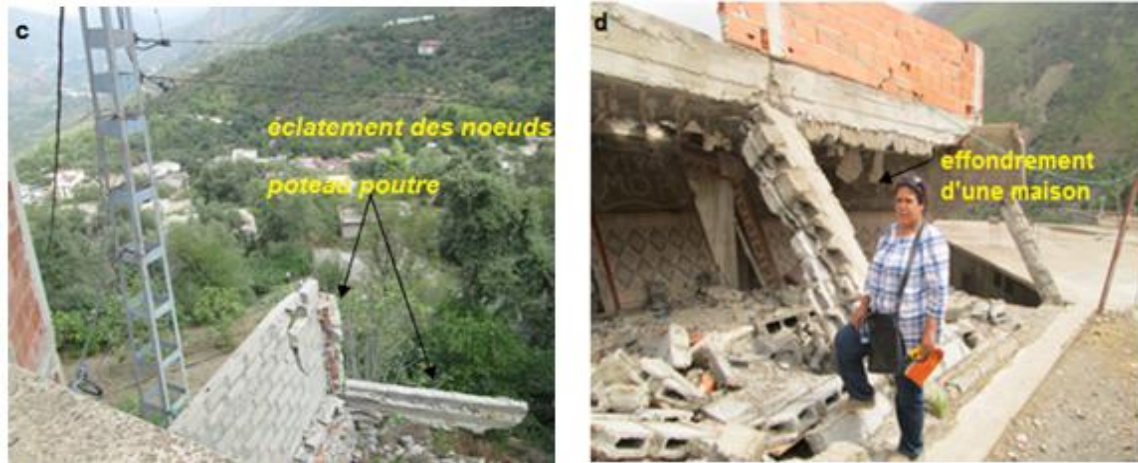 c
éclatement des noeuds
poteau poutre
d
effondrement
d'une maison